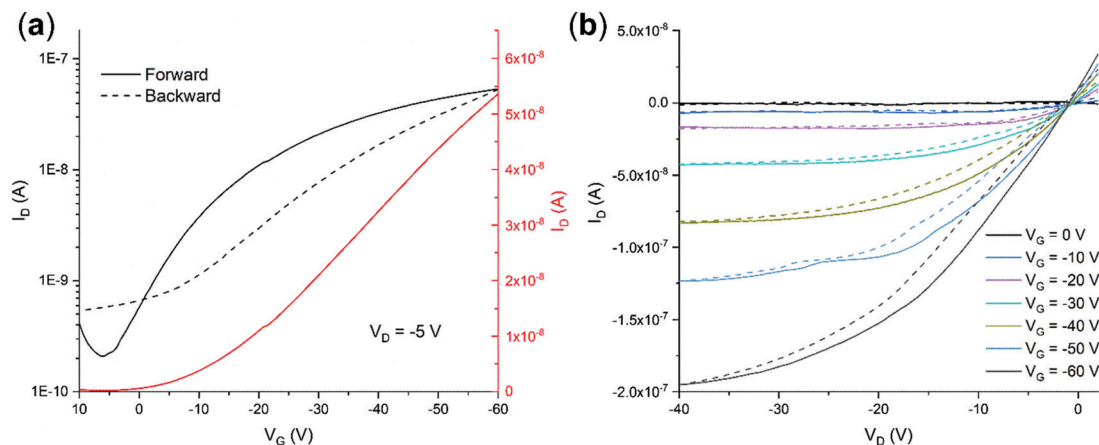 (a)
1E-7
1E-8
1E-9
1E-10
I_D (A)
Forward
Backward
V_D = -5 V
6x10⁻⁸
5x10⁻⁸
4x10⁻⁸
3x10⁻⁸
2x10⁻⁸
1x10⁻⁸
0
I_D (A)
10 0 -10 -20 -30 -40 -50 -60
V_G (V)
(b)
5.0x10⁻⁸
0.0
-5.0x10⁻⁸
-1.0x10⁻⁷
-1.5x10⁻⁷
-2.0x10⁻⁷
I_D (A)
V_G = 0 V
V_G = -10 V
V_G = -20 V
V_G = -30 V
V_G = -40 V
V_G = -50 V
V_G = -60 V
-40 -30 -20 -10 0
V_D (V)